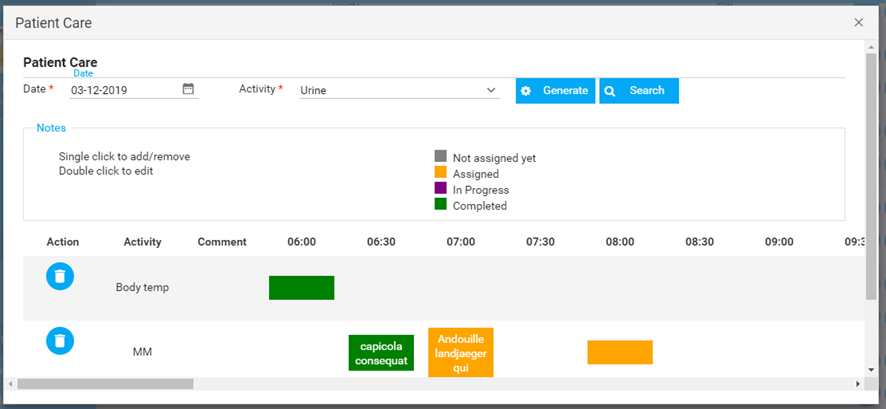 Patient Care
Patient Care
Date
Date * 03-12-2019 Activity * Urine Generate Search
Notes
Single click to add/remove
Double click to edit
Not assigned yet
Assigned
In Progress
Completed
Action Activity Comment 06:00 06:30 07:00 07:30 08:00 08:30 09:00 09:3
Body temp
MM
capicola
consequat
Andouille
landjaeger
qui